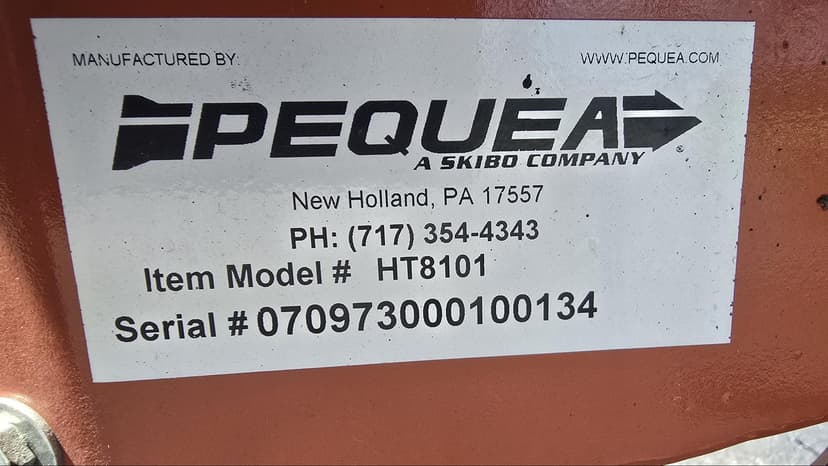 MANUFACTURED BY:
WWW.PEQUEA.COM
PEQUEA
A SKIBO COMPANY
®
New Holland, PA 17557
PH: (717) 354-4343
Item Model # HT8101
Serial # 070973000100134